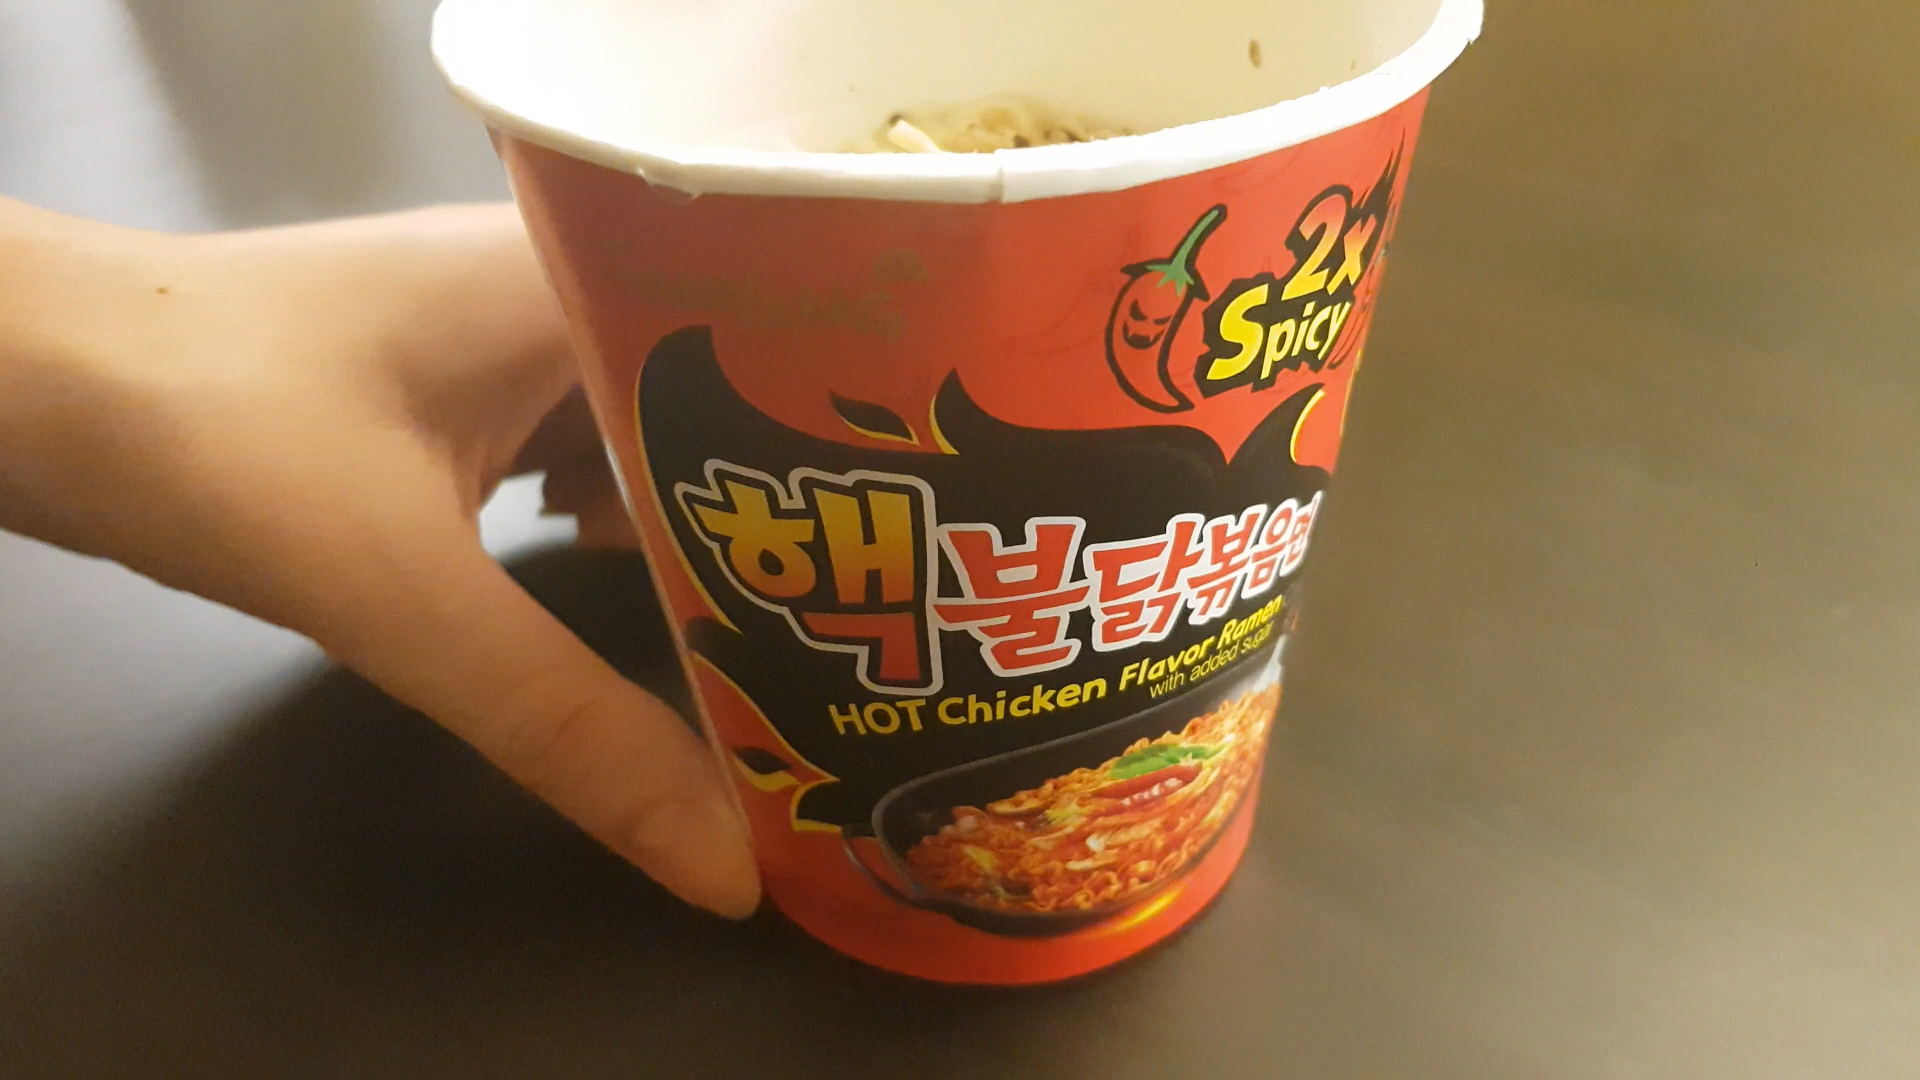 2x
Spicy
핵불닭볶음면
HOT Chicken Flavor Ramen
with added sugar